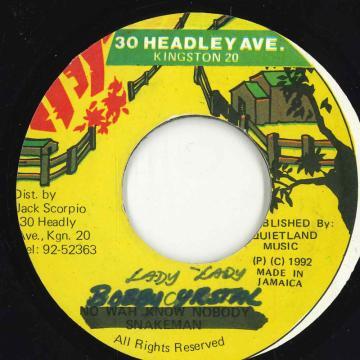 30 HEADLEY AVE.
KINGSTON 20
Dist. by
Jack Scorpio
30 Headly
Ave., Kgn. 20
Tel: 92-52363
PUBLISHED BY:
QUIETLAND
MUSIC
(P) (C) 1992
MADE IN
JAMAICA
LADY LADY
BOBBY CRYSTAL
NO WAH KNOW NOBODY
SNAKEMAN
All Rights Reserved